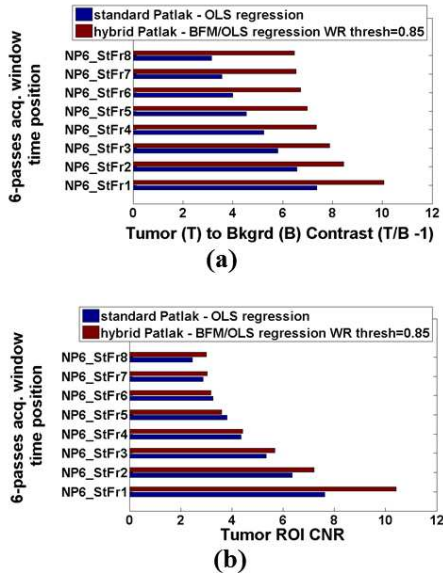 standard Patlak - OLS regression
hybrid Patlak - BFM/OLS regression WR thresh=0.85
6-passes acq. window
time position
NP6_StFr8
NP6_StFr7
NP6_StFr6
NP6_StFr5
NP6_StFr4
NP6_StFr3
NP6_StFr2
NP6_StFr1
0 2 4 6 8 10 12
Tumor (T) to Bkgrd (B) Contrast (T/B -1)
(a)
standard Patlak - OLS regression
hybrid Patlak - BFM/OLS regression WR thresh=0.85
6-passes acq. window
time position
NP6_StFr8
NP6_StFr7
NP6_StFr6
NP6_StFr5
NP6_StFr4
NP6_StFr3
NP6_StFr2
NP6_StFr1
0 2 4 6 8 10 12
Tumor ROI CNR
(b)